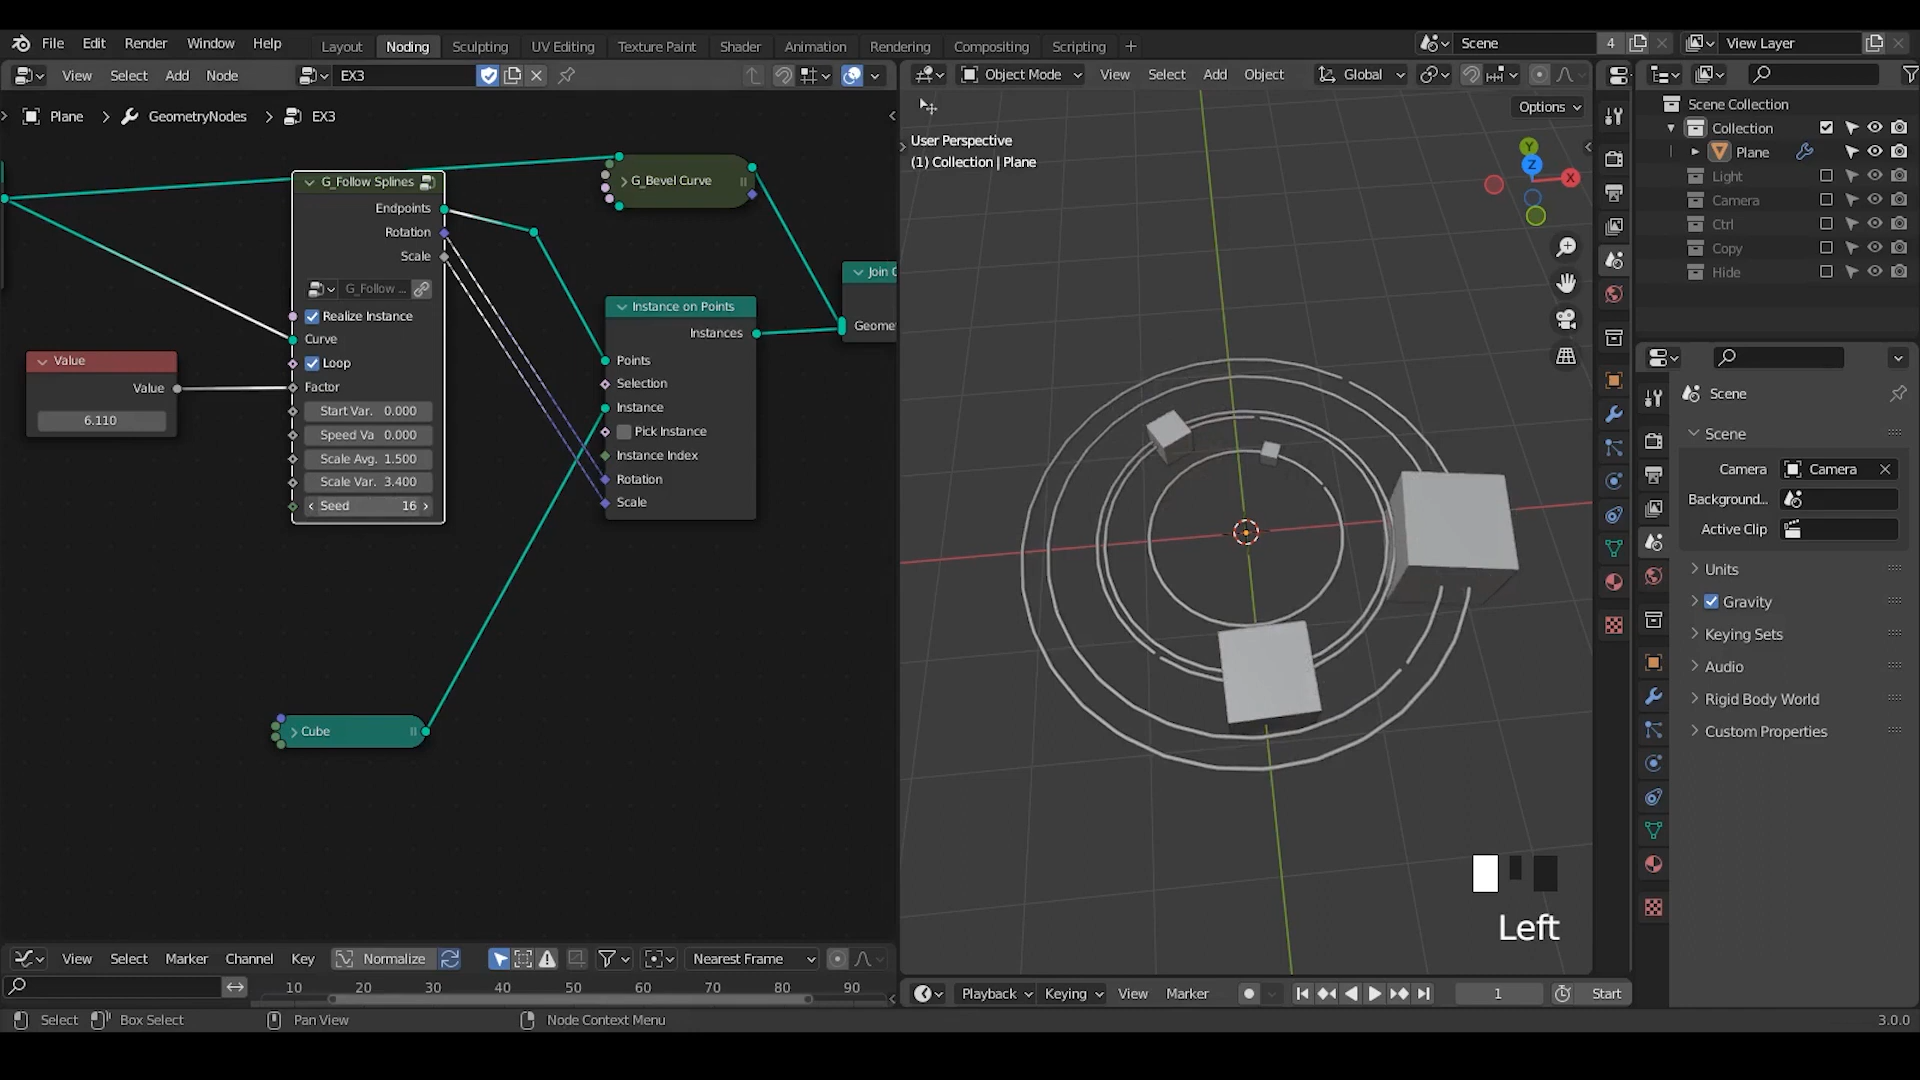 File Edit Render Window Help
Layout Noding Sculpting UV Editing Texture Paint Shader Animation Rendering Compositing Scripting
Scene 4 View Layer
View Select Add Node EX3
Object Mode View Select Add Object Global
Plane GeometryNodes EX3
Options
User Perspective
(1) Collection | Plane
Y
Z
X
G_Follow Splines
Endpoints
Rotation
Scale
G_Follow ...
Realize Instance
Curve
Loop
Factor
Start Var. 0.000
Speed Va 0.000
Scale Avg. 1.500
Scale Var. 3.400
Seed 16
Value
Value
6.110
G_Bevel Curve
Instance on Points
Instances
Points
Selection
Instance
Pick Instance
Instance Index
Rotation
Scale
Join
Geome
Cube
Left
Scene Collection
Collection
Plane
Light
Camera
Ctrl
Copy
Hide
Scene
Scene
Camera Camera
Background...
Active Clip
Units
Gravity
Keying Sets
Audio
Rigid Body World
Custom Properties
View Select Marker Channel Key Normalize Nearest Frame
10 20 30 40 50 60 70 80 90
Playback Keying View Marker 1 Start
Select Box Select Pan View Node Context Menu 3.0.0